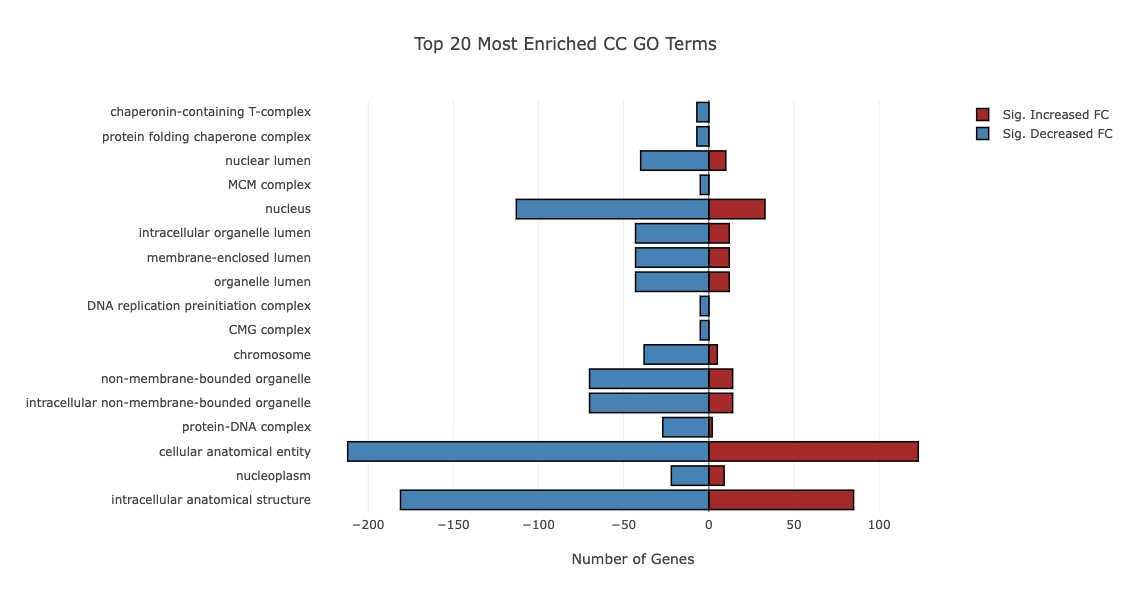 Top 20 Most Enriched CC GO Terms
chaperonin-containing T-complex
protein folding chaperone complex
nuclear lumen
MCM complex
nucleus
intracellular organelle lumen
membrane-enclosed lumen
organelle lumen
DNA replication preinitiation complex
CMG complex
chromosome
non-membrane-bounded organelle
intracellular non-membrane-bounded organelle
protein-DNA complex
cellular anatomical entity
nucleoplasm
intracellular anatomical structure
−200 −150 −100 −50 0 50 100
Number of Genes
Sig. Increased FC
Sig. Decreased FC